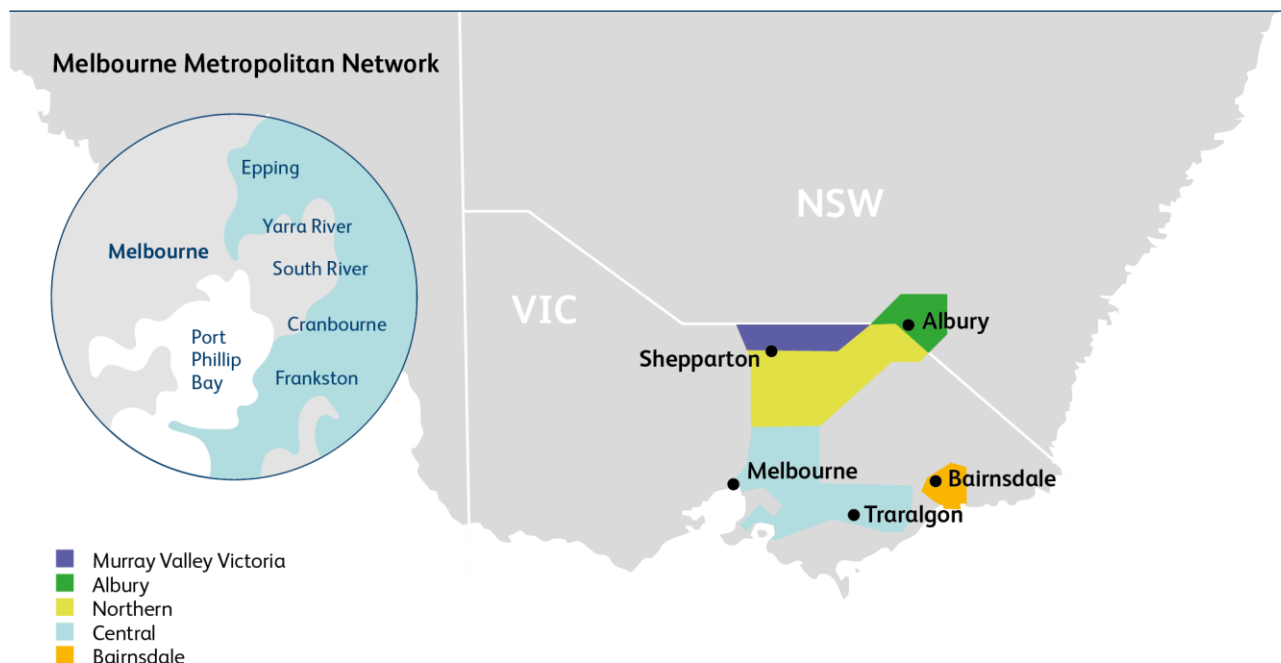 Melbourne Metropolitan Network
Epping
Yarra River
Melbourne
South River
Cranbourne
Port
Phillip
Bay
Frankston
NSW
VIC
Albury
Shepparton
Melbourne
Bairnsdale
Traralgon
Murray Valley Victoria
Albury
Northern
Central
Bairnsdale